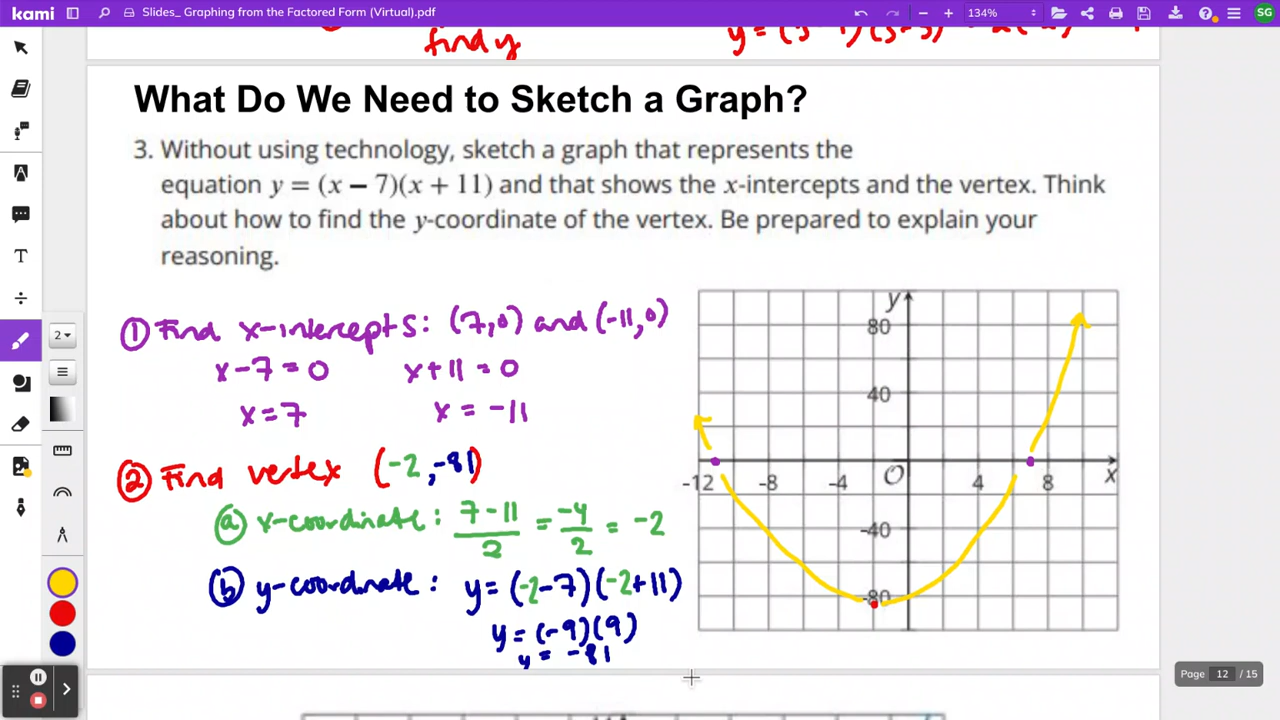 kami
Slides_ Graphing from the Factored Form (Virtual).pdf
134%
SG
find y
What Do We Need to Sketch a Graph?
3. Without using technology, sketch a graph that represents the
equation y = (x – 7)(x + 11) and that shows the x-intercepts and the vertex. Think
about how to find the y-coordinate of the vertex. Be prepared to explain your
reasoning.
① Find x-intercepts: (7,0) and (-11,0)
x-7=0 x+11=0
x=7 x=-11
② Find vertex (-2,-81)
ⓐ x-coordinate: 7-11/2 = -4/2 = -2
ⓑ y-coordinate: y=(-2-7)(-2+11)
y=(-9)(9)
y = -81
y
80
40
O
-12 -8 -4 4 8 x
-40
-80
2
T
Page 12 / 15